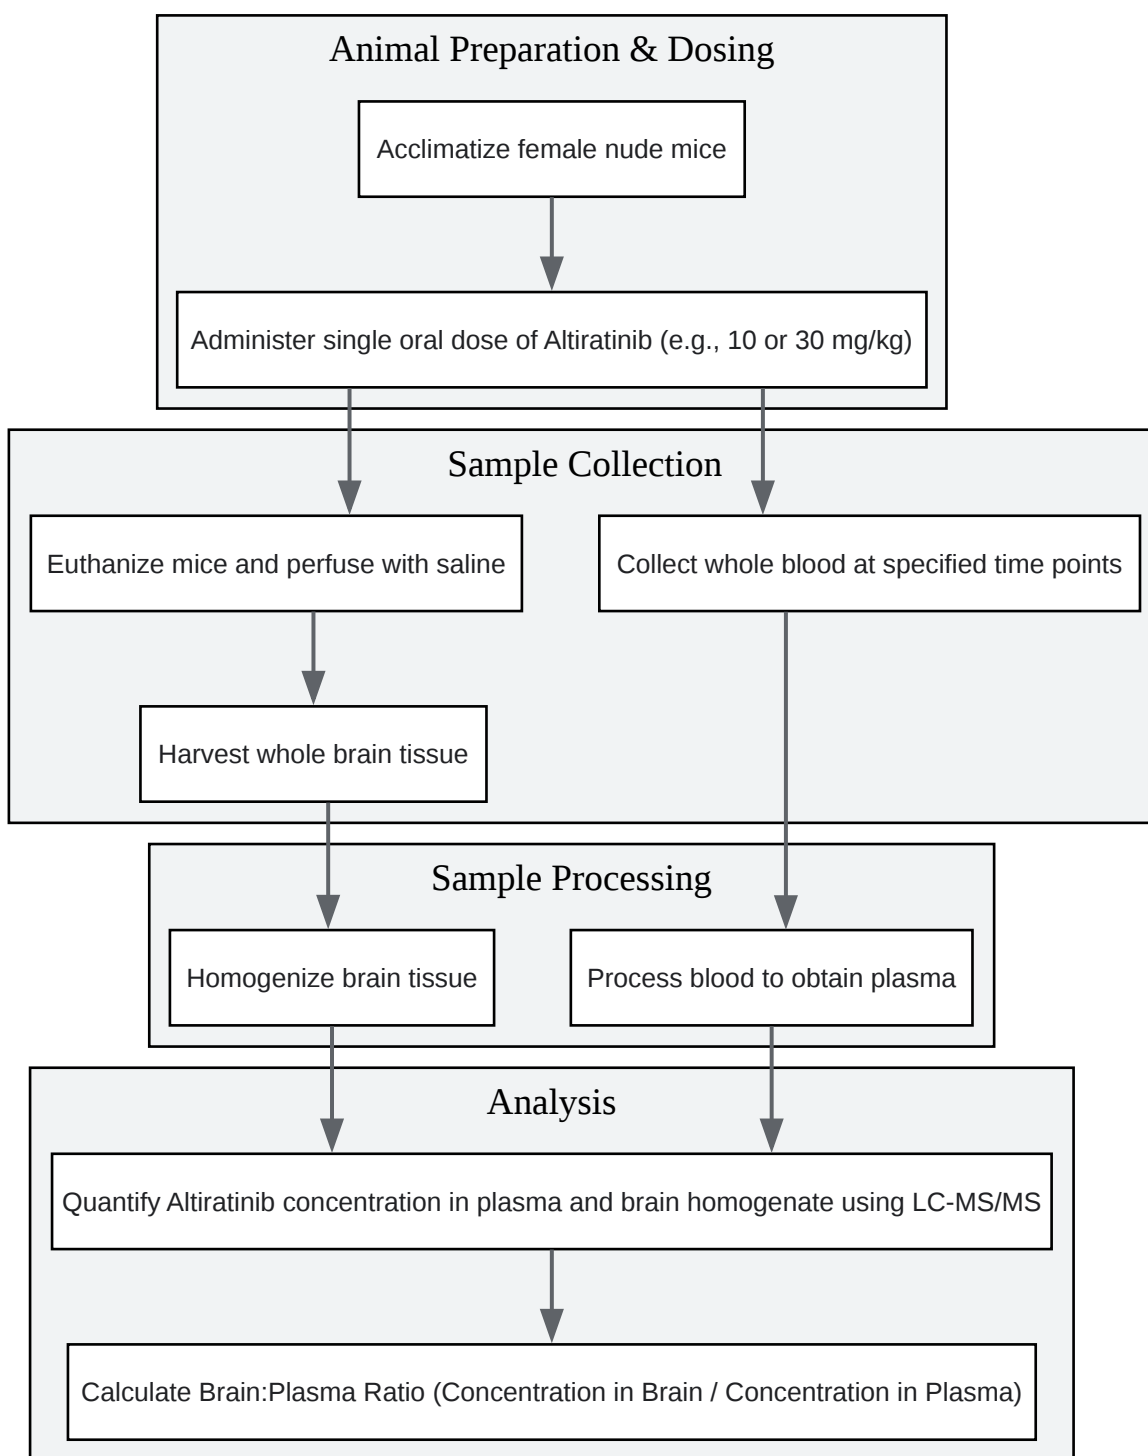 Animal Preparation & Dosing
Acclimatize female nude mice
Administer single oral dose of Altiratinib (e.g., 10 or 30 mg/kg)
Sample Collection
Euthanize mice and perfuse with saline
Collect whole blood at specified time points
Harvest whole brain tissue
Sample Processing
Homogenize brain tissue
Process blood to obtain plasma
Analysis
Quantify Altiratinib concentration in plasma and brain homogenate using LC-MS/MS
Calculate Brain:Plasma Ratio (Concentration in Brain / Concentration in Plasma)